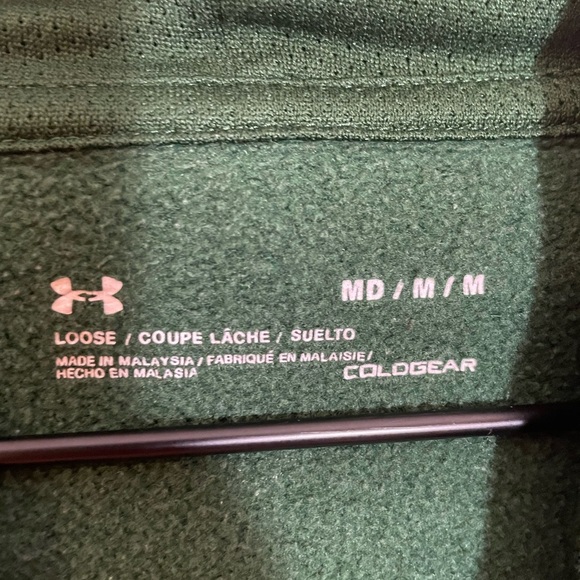 MD / M / M
LOOSE / COUPE LÂCHE / SUELTO
MADE IN MALAYSIA / FABRIQUÉ EN MALAISIE /
HECHO EN MALASIA
COLDGEAR